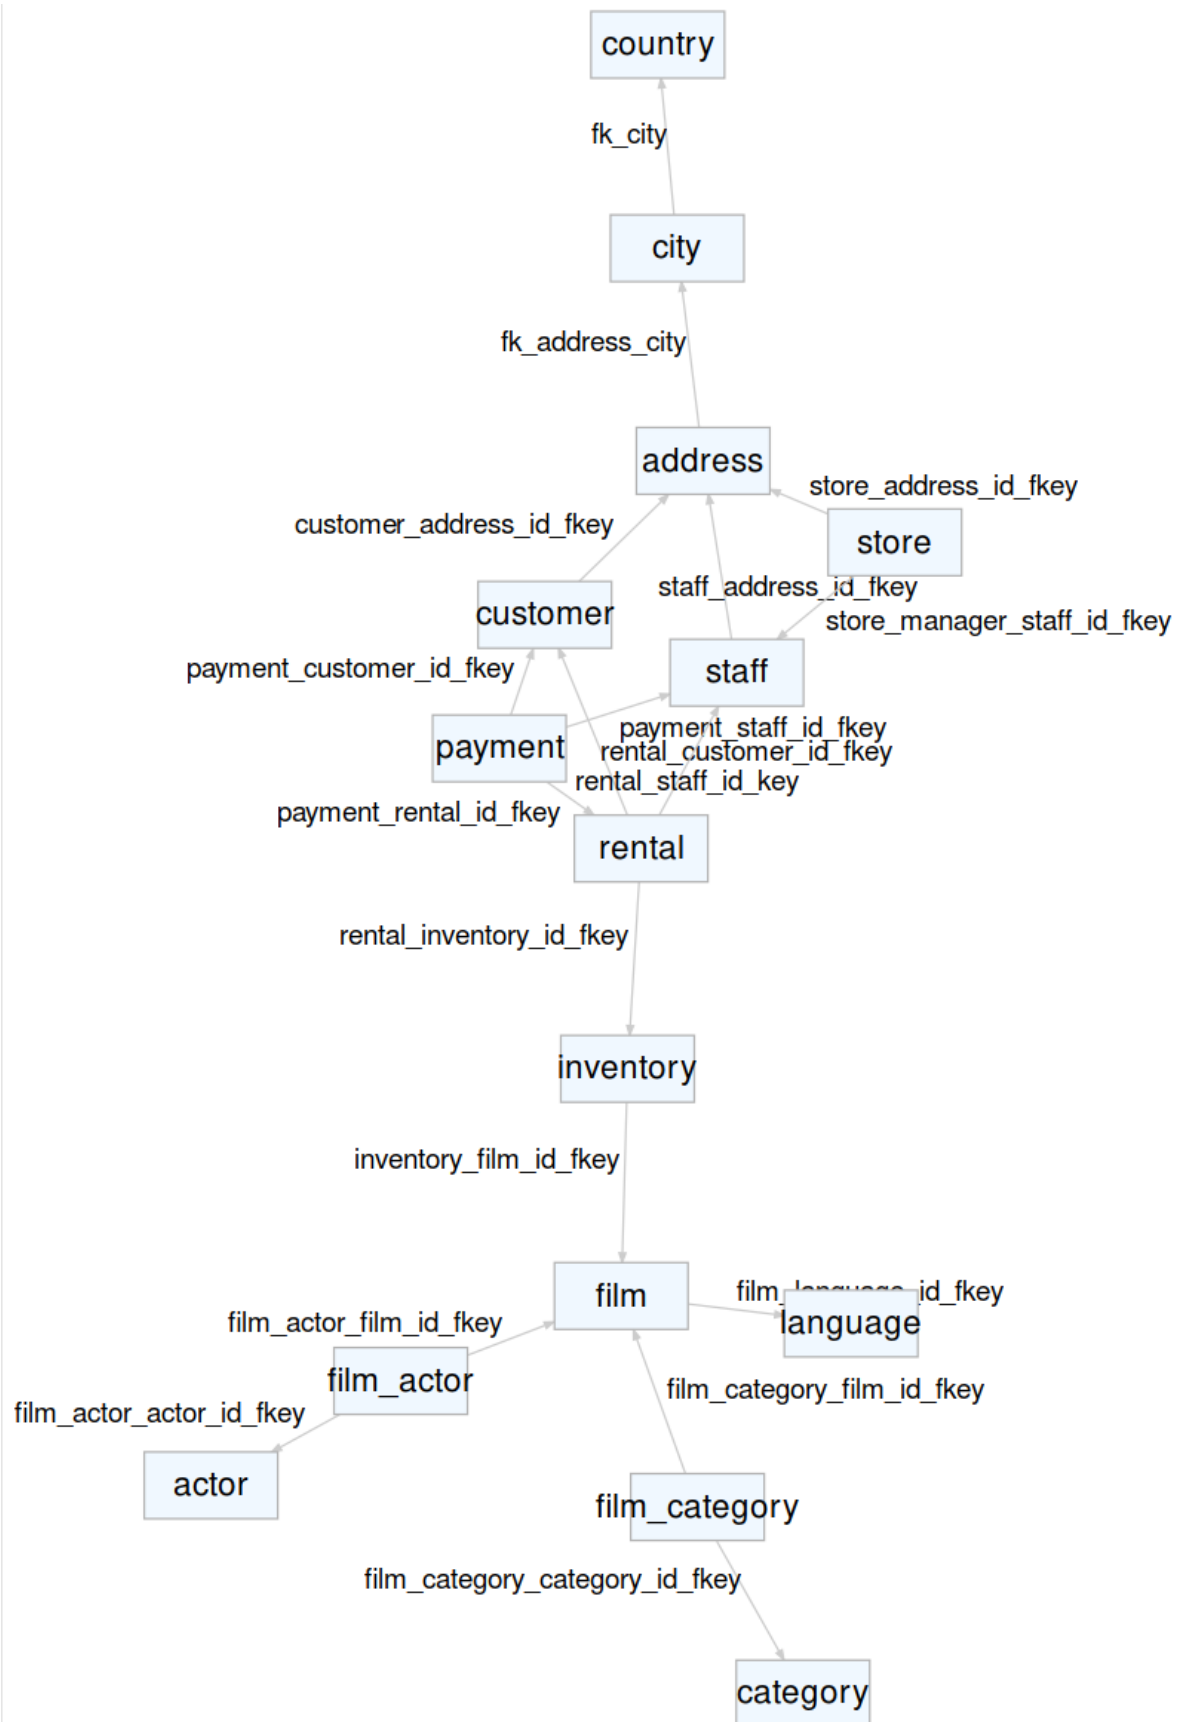 country
fk_city
city
fk_address_city
address
store_address_id_fkey
customer_address_id_fkey
store
staff_address_id_fkey
customer
store_manager_staff_id_fkey
payment_customer_id_fkey
staff
payment_staff_id_fkey
payment
rental_customer_id_fkey
rental_staff_id_key
payment_rental_id_fkey
rental
rental_inventory_id_fkey
inventory
inventory_film_id_fkey
film
film_language_id_fkey
film_actor_film_id_fkey
language
film_actor
film_category_film_id_fkey
film_actor_actor_id_fkey
actor
film_category
film_category_category_id_fkey
category